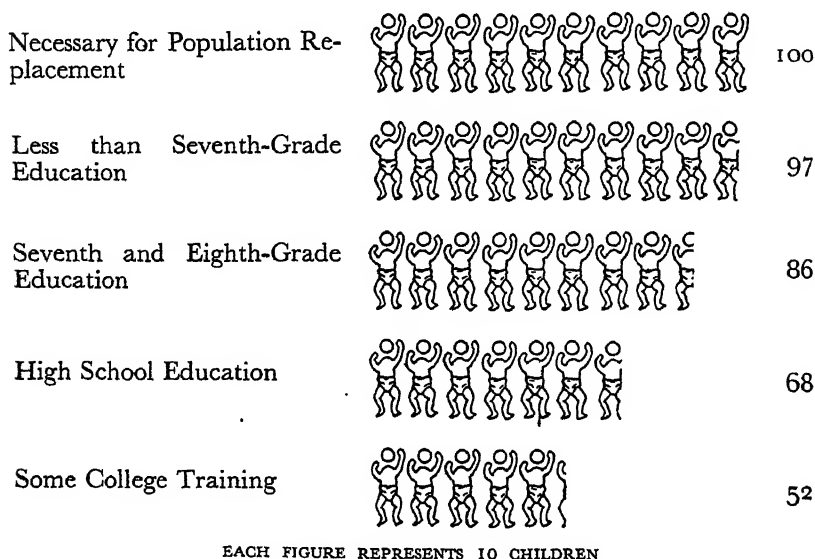 Necessary for Population Re-
placement
100
Less than Seventh-Grade
Education
97
Seventh and Eighth-Grade
Education
86
High School Education
68
Some College Training
52
EACH FIGURE REPRESENTS 10 CHILDREN